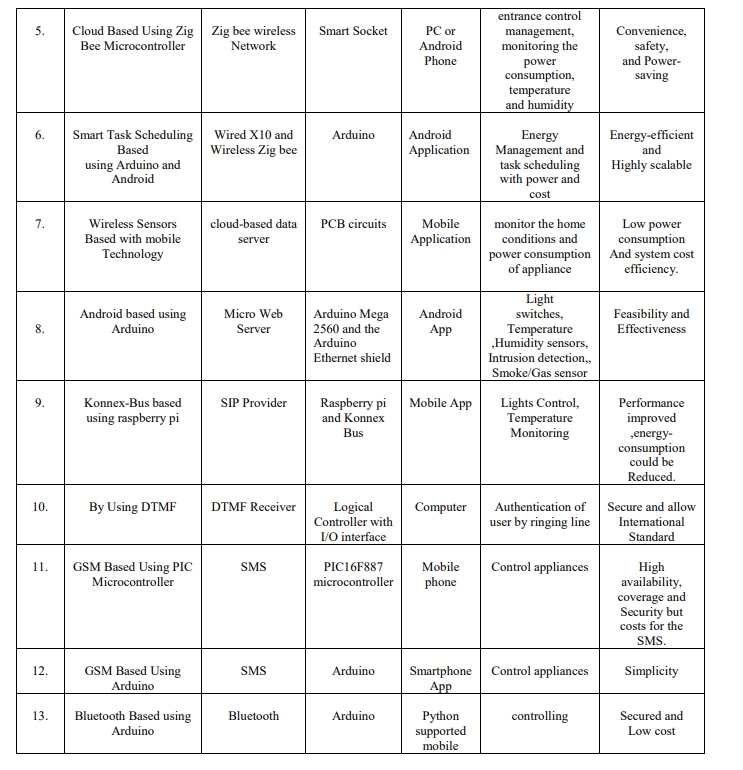 5.
Cloud Based Using Zig
Bee Microcontroller
Zig bee wireless
Network
Smart Socket
PC or
Android
Phone
entrance control
management,
monitoring the
power
consumption,
temperature
and humidity
Convenience,
safety,
and Power-
saving
6.
Smart Task Scheduling
Based
using Arduino and
Android
Wired X10 and
Wireless Zig bee
Arduino
Android
Application
Energy
Management and
task scheduling
with power and
cost
Energy-efficient
and
Highly scalable
7.
Wireless Sensors
Based with mobile
Technology
cloud-based data
server
PCB circuits
Mobile
Application
monitor the home
conditions and
power consumption
of appliance
Low power
consumption
And system cost
efficiency.
8.
Android based using
Arduino
Micro Web
Server
Arduino Mega
2560 and the
Arduino
Ethernet shield
Android
App
Light
switches,
Temperature
,Humidity sensors,
Intrusion detection,,
Smoke/Gas sensor
Feasibility and
Effectiveness
9.
Konnex-Bus based
using raspberry pi
SIP Provider
Raspberry pi
and Konnex
Bus
Mobile App
Lights Control,
Temperature
Monitoring
Performance
improved
,energy-
consumption
could be
Reduced.
10.
By Using DTMF
DTMF Receiver
Logical
Controller with
I/O interface
Computer
Authentication of
user by ringing line
Secure and allow
International
Standard
11.
GSM Based Using PIC
Microcontroller
SMS
PIC16F887
microcontroller
Mobile
phone
Control appliances
High
availability,
coverage and
Security but
costs for the
SMS.
12.
GSM Based Using
Arduino
SMS
Arduino
Smartphone
App
Control appliances
Simplicity
13.
Bluetooth Based using
Arduino
Bluetooth
Arduino
Python
supported
mobile
controlling
Secured and
Low cost